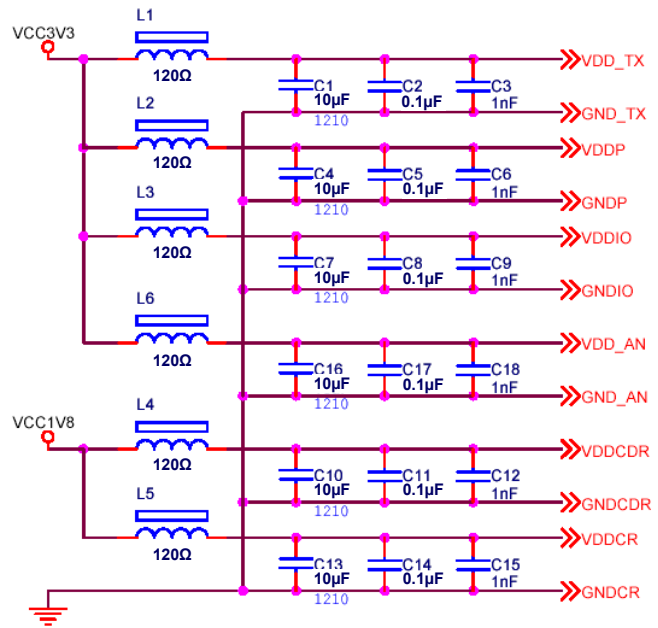 L1
VCC3V3
VDD_TX
120Ω
C1 C2 C3
10µF 0.1µF 1nF
1210
GND_TX
L2
VDDP
120Ω
C4 C5 C6
10µF 0.1µF 1nF
1210
GNDP
L3
VDDIO
120Ω
C7 C8 C9
10µF 0.1µF 1nF
1210
GNDIO
L6
VDD_AN
120Ω
C16 C17 C18
10µF 0.1µF 1nF
1210
GND_AN
L4
VCC1V8
VDDCDR
120Ω
C10 C11 C12
10µF 0.1µF 1nF
1210
GNDCDR
L5
VDDCR
120Ω
C13 C14 C15
10µF 0.1µF 1nF
1210
GNDCR